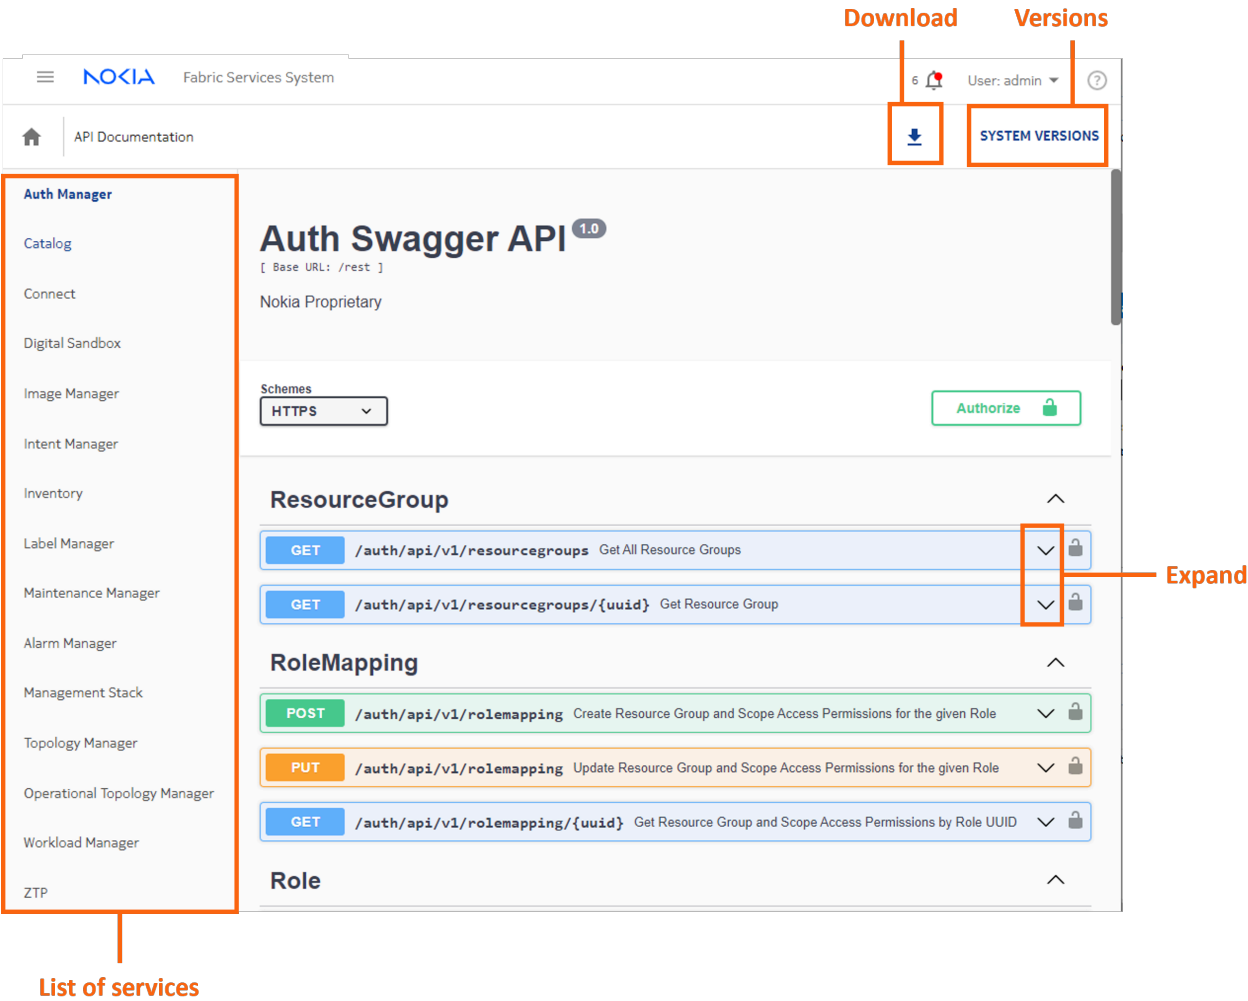 Download
Versions
NOKIA
Fabric Services System
6
User: admin
?
API Documentation
SYSTEM VERSIONS
Auth Manager
Catalog
Connect
Digital Sandbox
Image Manager
Intent Manager
Inventory
Label Manager
Maintenance Manager
Alarm Manager
Management Stack
Topology Manager
Operational Topology Manager
Workload Manager
ZTP
Auth Swagger API 1.0
[ Base URL: /rest ]
Nokia Proprietary
Schemes
HTTPS
Authorize
ResourceGroup
GET /auth/api/v1/resourcegroups Get All Resource Groups
GET /auth/api/v1/resourcegroups/{uuid} Get Resource Group
Expand
RoleMapping
POST /auth/api/v1/rolemapping Create Resource Group and Scope Access Permissions for the given Role
PUT /auth/api/v1/rolemapping Update Resource Group and Scope Access Permissions for the given Role
GET /auth/api/v1/rolemapping/{uuid} Get Resource Group and Scope Access Permissions by Role UUID
Role
List of services